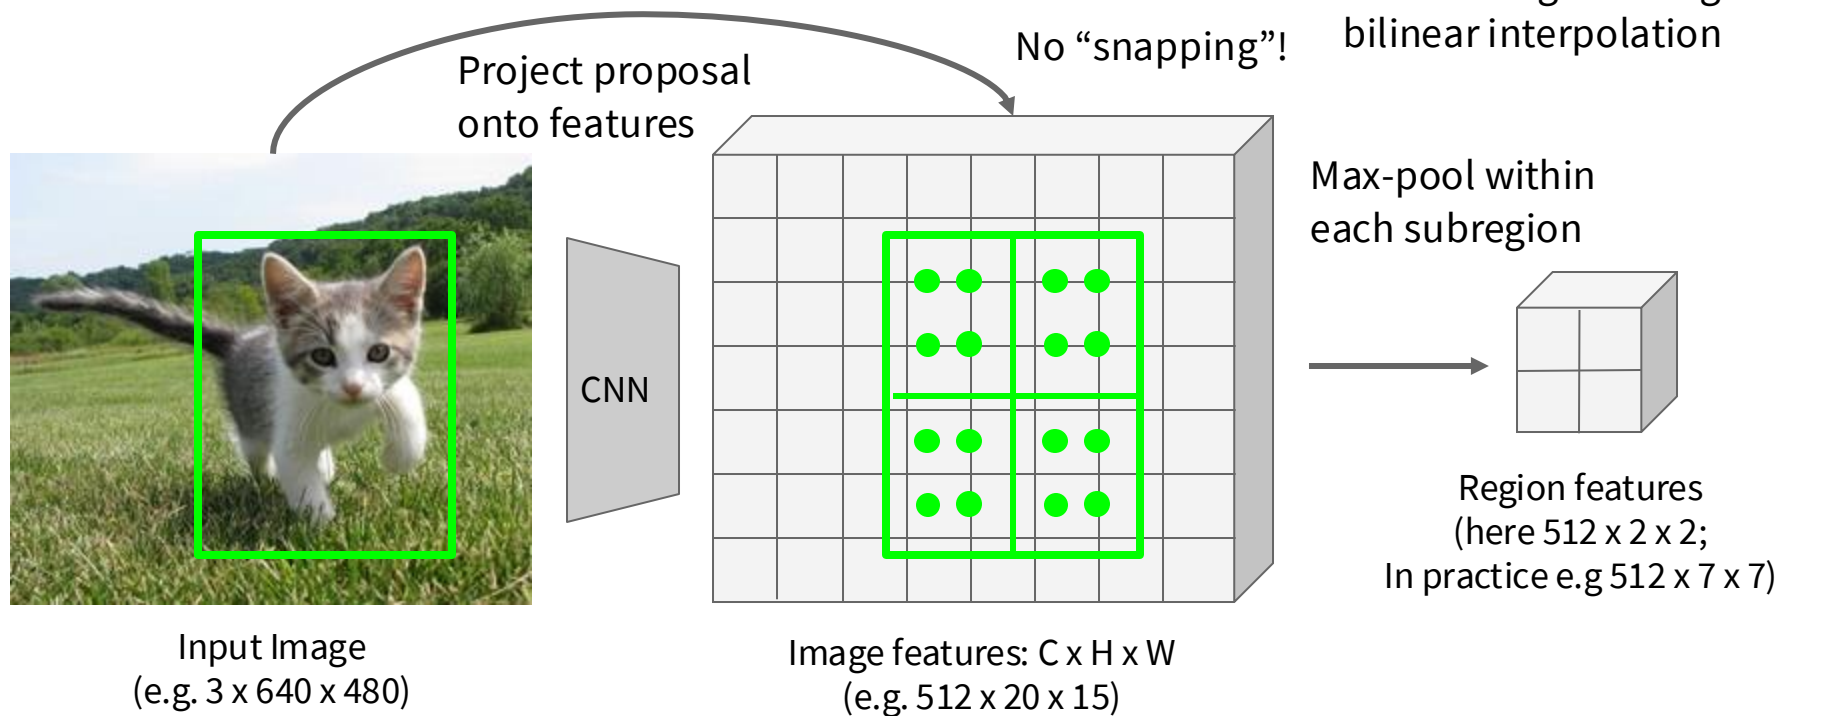 No “snapping”!
bilinear interpolation
Project proposal
onto features
Max-pool within
each subregion
CNN
Region features
(here 512 x 2 x 2;
In practice e.g 512 x 7 x 7)
Input Image
(e.g. 3 x 640 x 480)
Image features: C x H x W
(e.g. 512 x 20 x 15)